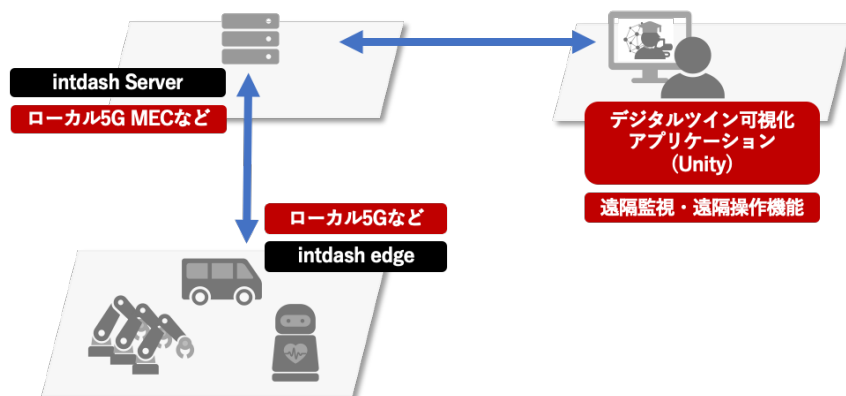 intdash Server
ローカル5G MECなど
デジタルツイン可視化
アプリケーション
（Unity）
遠隔監視・遠隔操作機能
ローカル5Gなど
intdash edge